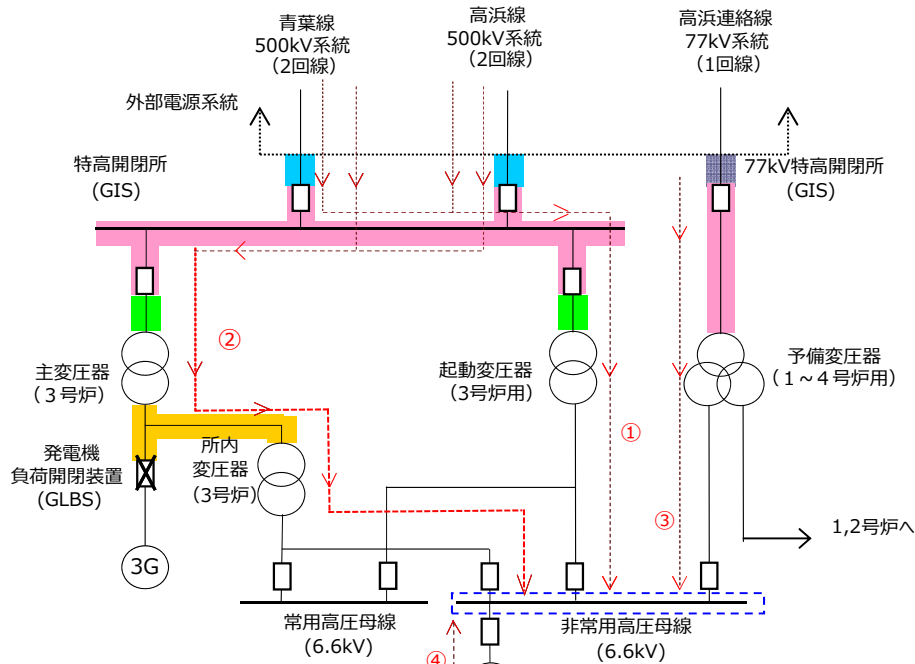 青葉線
500kV系統
(2回線)
高浜線
500kV系統
(2回線)
高浜連絡線
77kV系統
(1回線)
外部電源系統
特高開閉所
(GIS)
77kV特高開閉所
(GIS)
②
主変圧器
(３号炉)
起動変圧器
(3号炉用)
予備変圧器
(１～４号炉用)
①
発電機
負荷開閉装置
(GLBS)
所内
変圧器
(3号炉)
③
1,2号炉へ
3G
常用高圧母線
(6.6kV)
非常用高圧母線
(6.6kV)
④